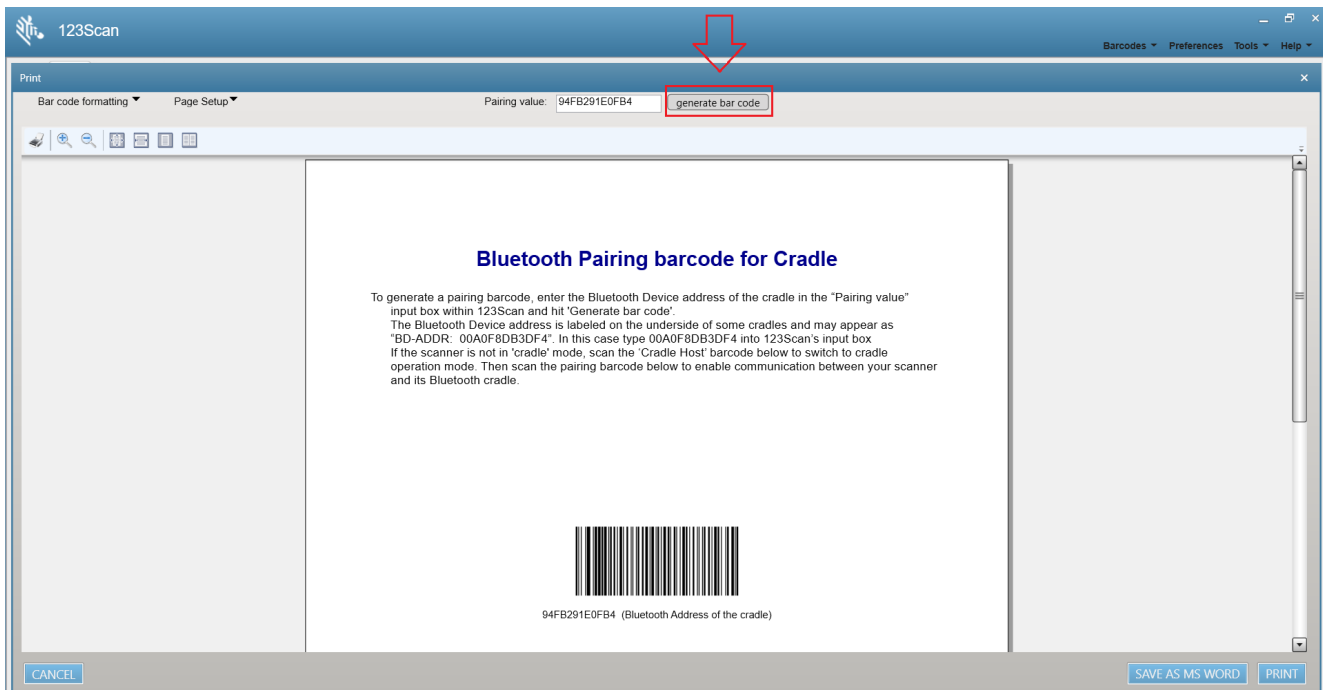 123Scan
Barcodes Preferences Tools Help
Print
Bar code formatting Page Setup Pairing value: 94FB291E0FB4 generate bar code
Bluetooth Pairing barcode for Cradle
To generate a pairing barcode, enter the Bluetooth Device address of the cradle in the “Pairing value”
input box within 123Scan and hit 'Generate bar code'.
The Bluetooth Device address is labeled on the underside of some cradles and may appear as
“BD-ADDR: 00A0F8DB3DF4”. In this case type 00A0F8DB3DF4 into 123Scan’s input box
If the scanner is not in 'cradle' mode, scan the ‘Cradle Host’ barcode below to switch to cradle
operation mode. Then scan the pairing barcode below to enable communication between your scanner
and its Bluetooth cradle.
94FB291E0FB4 (Bluetooth Address of the cradle)
CANCEL SAVE AS MS WORD PRINT